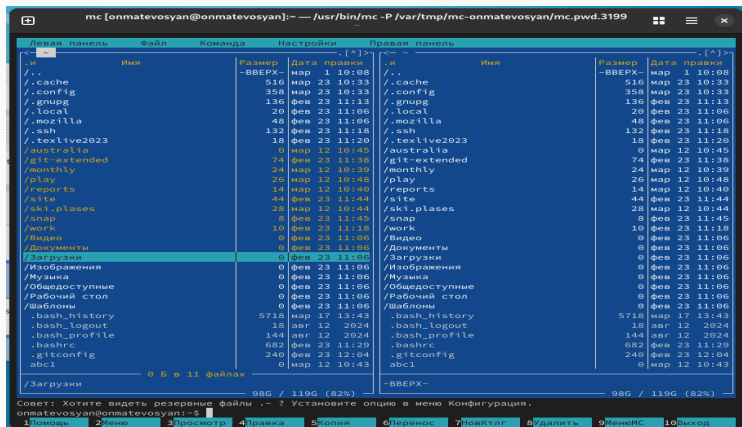 mc [onmatevosyan@onmatevosyan]:~ — /usr/bin/mc -P /var/tmp/mc-onmatevosyan/mc.pwd.3199
Левая панель Файл Команда Настройки Правая панель
<— ~ .[^]> <— ~ .[^]>
.и Имя Размер Дата правки .и Имя Размер Дата правки
/.. -ВВЕРХ- мар 1 10:08 /.. -ВВЕРХ- мар 1 10:08
/.cache 516 мар 23 10:33 /.cache 516 мар 23 10:33
/.config 358 мар 23 10:33 /.config 358 мар 23 10:33
/.gnupg 136 фев 23 11:13 /.gnupg 136 фев 23 11:13
/.local 20 фев 23 11:06 /.local 20 фев 23 11:06
/.mozilla 48 фев 23 11:06 /.mozilla 48 фев 23 11:06
/.ssh 132 фев 23 11:18 /.ssh 132 фев 23 11:18
/.texlive2023 18 фев 23 11:20 /.texlive2023 18 фев 23 11:20
/australia 0 мар 12 10:45 /australia 0 мар 12 10:45
/git-extended 74 фев 23 11:38 /git-extended 74 фев 23 11:38
/monthly 24 мар 12 10:39 /monthly 24 мар 12 10:39
/play 26 мар 12 10:48 /play 26 мар 12 10:48
/reports 14 мар 12 10:40 /reports 14 мар 12 10:40
/site 44 фев 23 11:44 /site 44 фев 23 11:44
/ski.plases 28 мар 12 10:44 /ski.plases 28 мар 12 10:44
/snap 8 фев 23 11:45 /snap 8 фев 23 11:45
/work 10 фев 23 11:18 /work 10 фев 23 11:18
/Видео 0 фев 23 11:06 /Видео 0 фев 23 11:06
/Документы 0 фев 23 11:06 /Документы 0 фев 23 11:06
/Загрузки 0 фев 23 11:06 /Загрузки 0 фев 23 11:06
/Изображения 0 фев 23 11:06 /Изображения 0 фев 23 11:06
/Музыка 0 фев 23 11:06 /Музыка 0 фев 23 11:06
/Общедоступные 0 фев 23 11:06 /Общедоступные 0 фев 23 11:06
/Рабочий стол 0 фев 23 11:06 /Рабочий стол 0 фев 23 11:06
/Шаблоны 0 фев 23 11:06 /Шаблоны 0 фев 23 11:06
.bash_history 5718 мар 17 13:43 .bash_history 5718 мар 17 13:43
.bash_logout 18 авг 12 2024 .bash_logout 18 авг 12 2024
.bash_profile 144 авг 12 2024 .bash_profile 144 авг 12 2024
.bashrc 682 фев 23 11:29 .bashrc 682 фев 23 11:29
.gitconfig 240 фев 23 12:04 .gitconfig 240 фев 23 12:04
abc1 0 мар 12 10:43 abc1 0 мар 12 10:43
0 Б в 11 файлах
/Загрузки -ВВЕРХ-
98G / 119G (82%) 98G / 119G (82%)
Совет: Хотите видеть резервные файлы .~ ? Установите опцию в меню Конфигурация.
onmatevosyan@onmatevosyan:~$
1Помощь 2Меню 3Просмотр 4Правка 5Копия 6Перенос 7НовКтлг 8Удалить 9МенюМС 10Выход